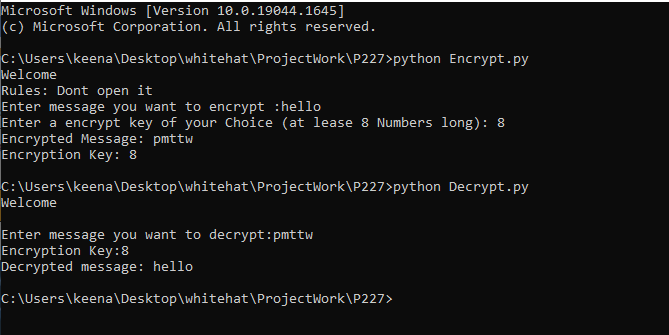 Microsoft Windows [Version 10.0.19044.1645]
(c) Microsoft Corporation. All rights reserved.
C:\Users\keena\Desktop\whitehat\ProjectWork\P227>python Encrypt.py
Welcome
Rules: Dont open it
Enter message you want to encrypt :hello
Enter a encrypt key of your Choice (at lease 8 Numbers long): 8
Encrypted Message: pmttw
Encryption Key: 8
C:\Users\keena\Desktop\whitehat\ProjectWork\P227>python Decrypt.py
Welcome
Enter message you want to decrypt:pmttw
Encryption Key:8
Decrypted message: hello
C:\Users\keena\Desktop\whitehat\ProjectWork\P227>